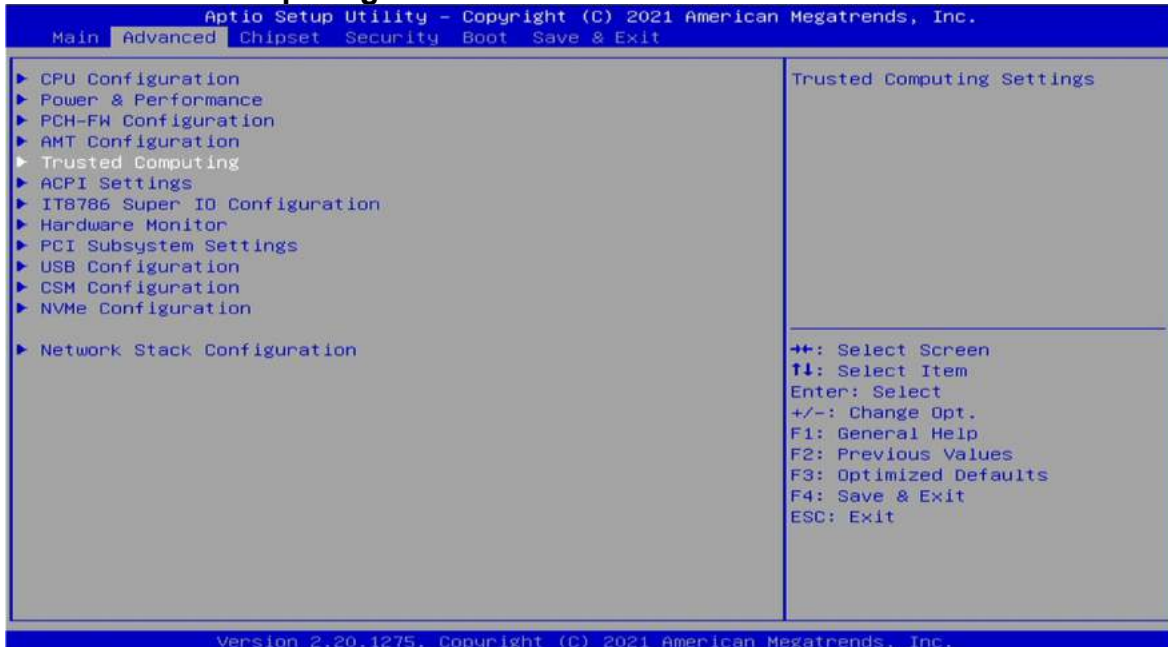 Aptio Setup Utility – Copyright (C) 2021 American Megatrends, Inc.
Main Advanced Chipset Security Boot Save & Exit
► CPU Configuration
► Power & Performance
► PCH-FW Configuration
► AMT Configuration
► Trusted Computing
► ACPI Settings
► IT8786 Super IO Configuration
► Hardware Monitor
► PCI Subsystem Settings
► USB Configuration
► CSM Configuration
► NVMe Configuration
► Network Stack Configuration
Trusted Computing Settings
→←: Select Screen
↑↓: Select Item
Enter: Select
+/-: Change Opt.
F1: General Help
F2: Previous Values
F3: Optimized Defaults
F4: Save & Exit
ESC: Exit
Version 2.20.1275. Copyright (C) 2021 American Megatrends, Inc.